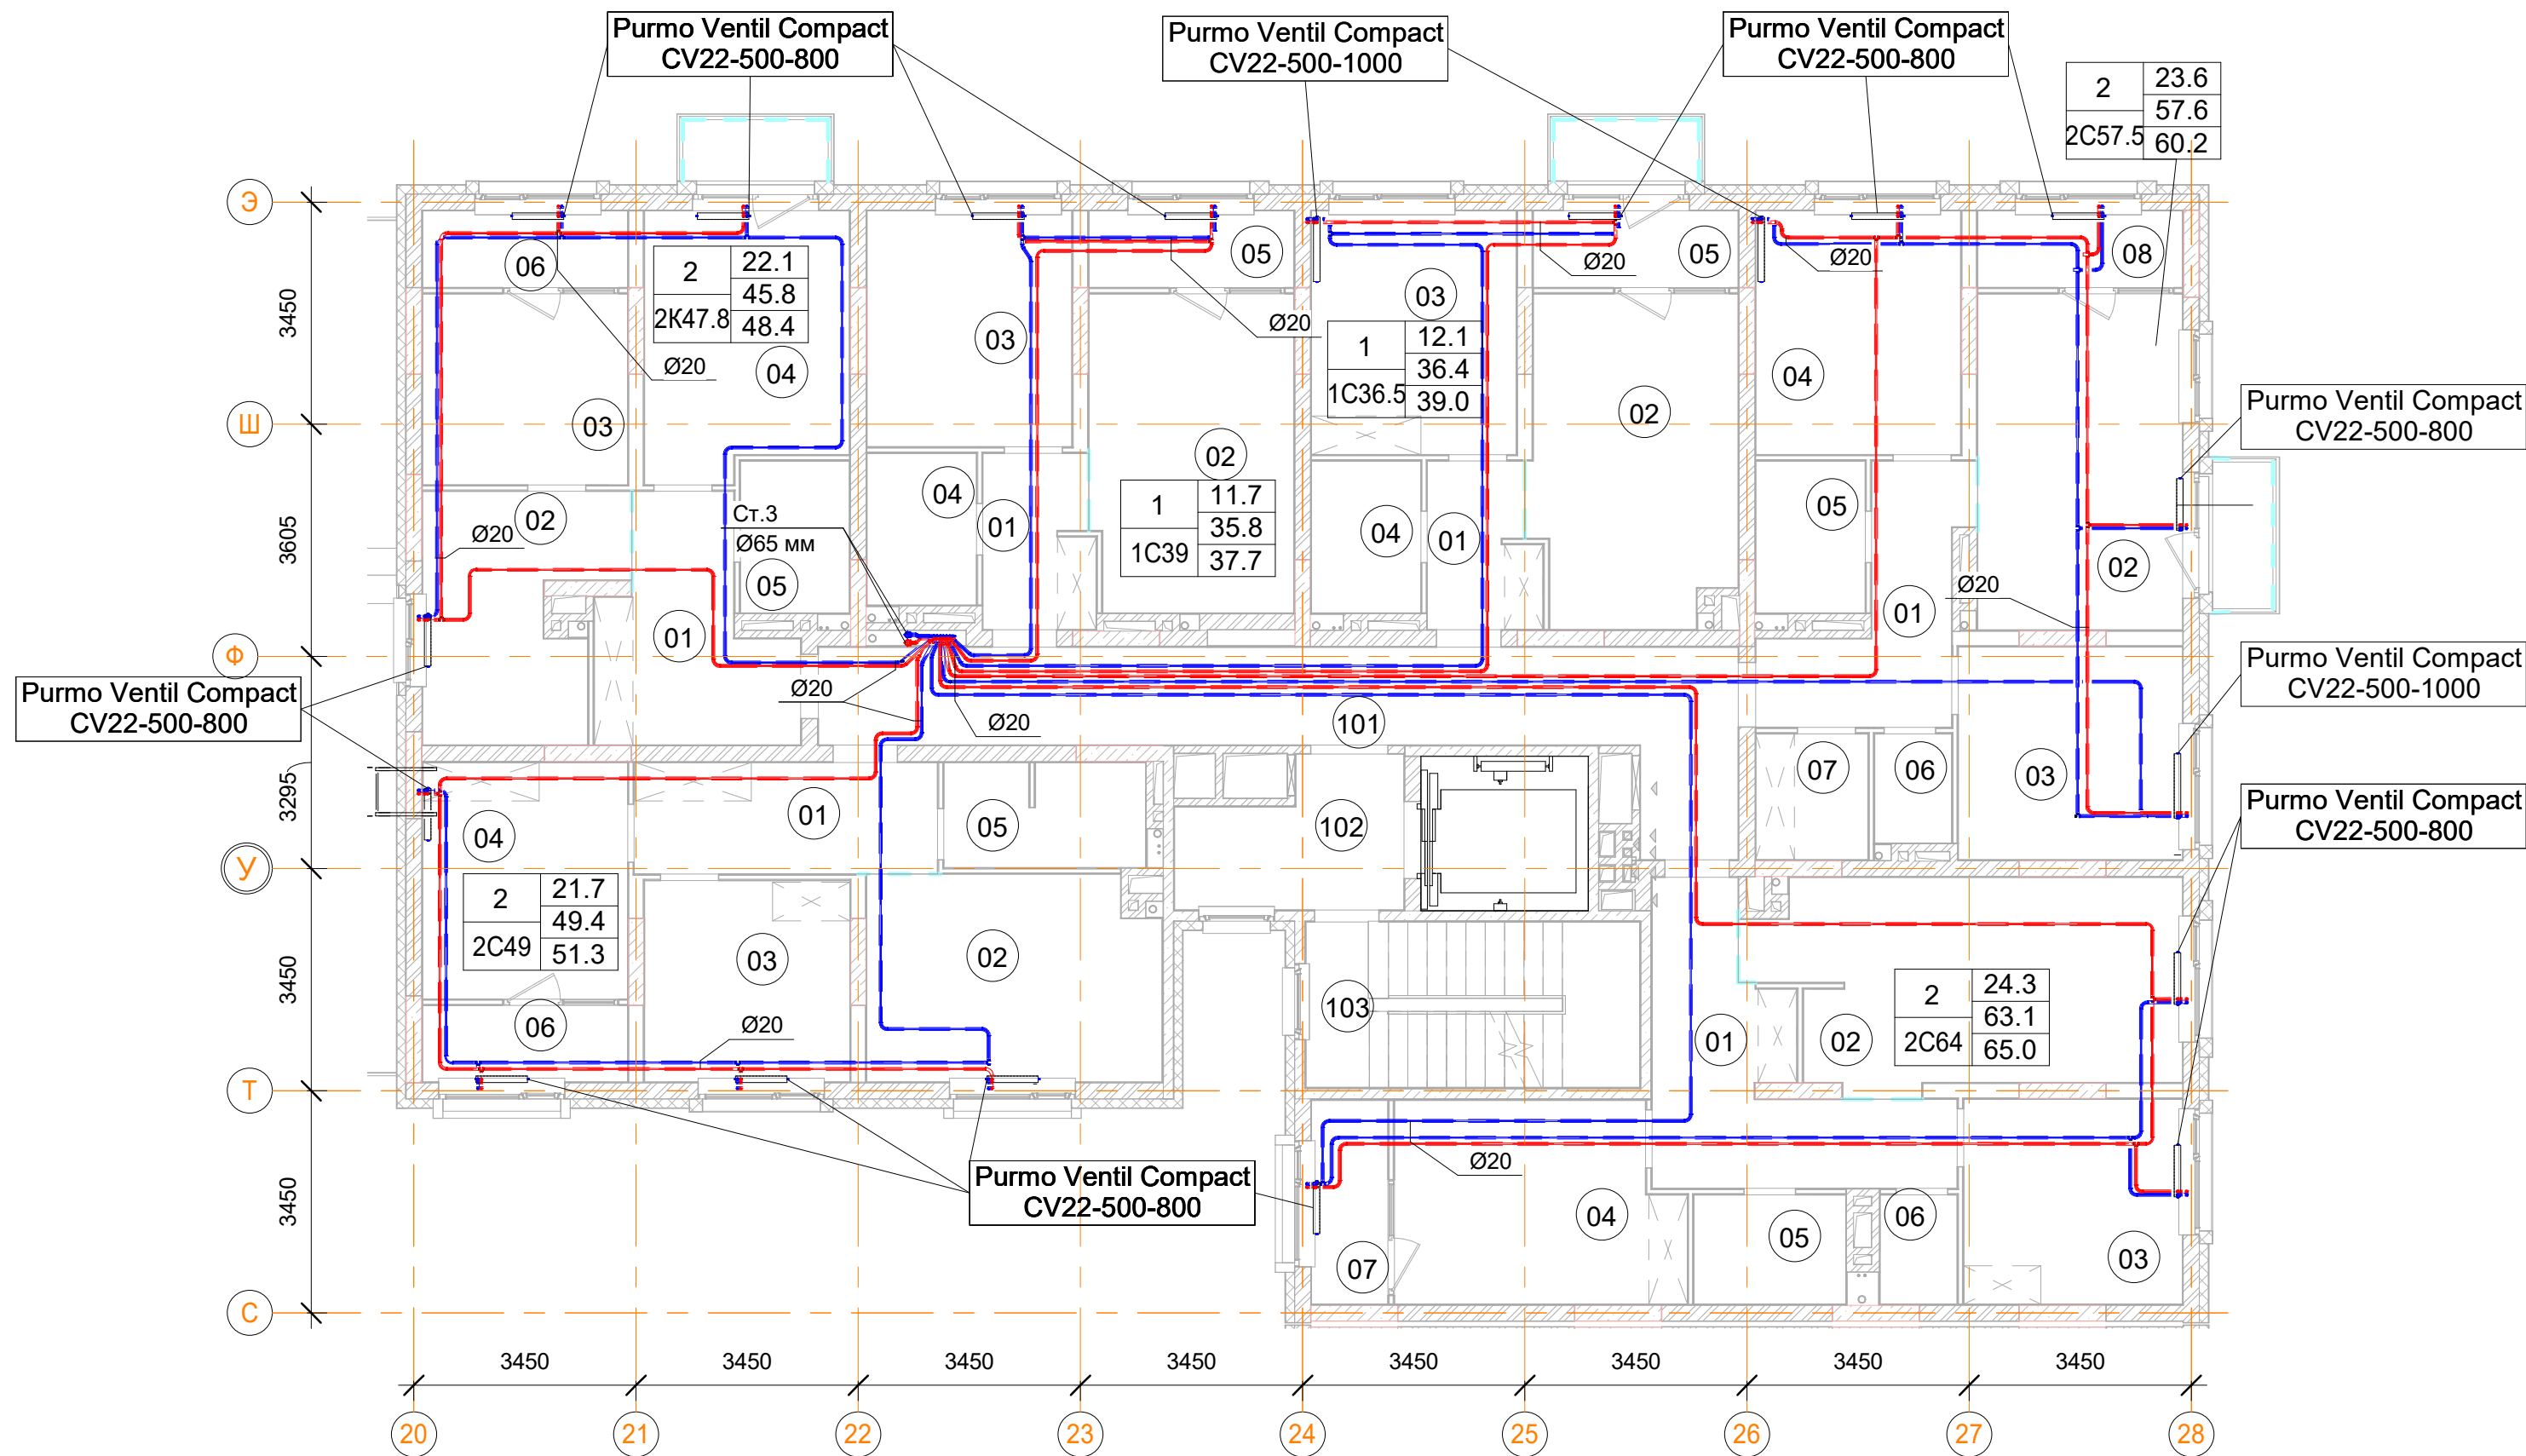 Purmo Ventil Compact
CV22-500-800
Purmo Ventil Compact
CV22-500-1000
Purmo Ventil Compact
CV22-500-800
2
23.6
57.6
2С57.5
60.2
Э
06
2
22.1
45.8
2К47.8
48.4
05
03
05
08
Ø20
Ø20
Ø20
3450
03
Ø20
1
12.1
36.4
1С36.5
39.0
04
Ø20
04
Purmo Ventil Compact
CV22-500-800
Ш
03
02
02
02
04
1
11.7
35.8
1С39
37.7
05
Ст.3
Ø65 мм
01
04
01
3605
Ø20
05
02
Ø20
01
01
Ф
Purmo Ventil Compact
CV22-500-1000
Purmo Ventil Compact
CV22-500-800
Ø20
Ø20
101
07
06
03
3295
04
01
05
102
Purmo Ventil Compact
CV22-500-800
У
2
21.7
49.4
2С49
51.3
03
02
3450
06
Ø20
103
01
02
2
24.3
63.1
2С64
65.0
Т
Ø20
Purmo Ventil Compact
CV22-500-800
3450
04
05
06
03
07
С
3450
3450
3450
3450
3450
3450
3450
3450
20
21
22
23
24
25
26
27
28